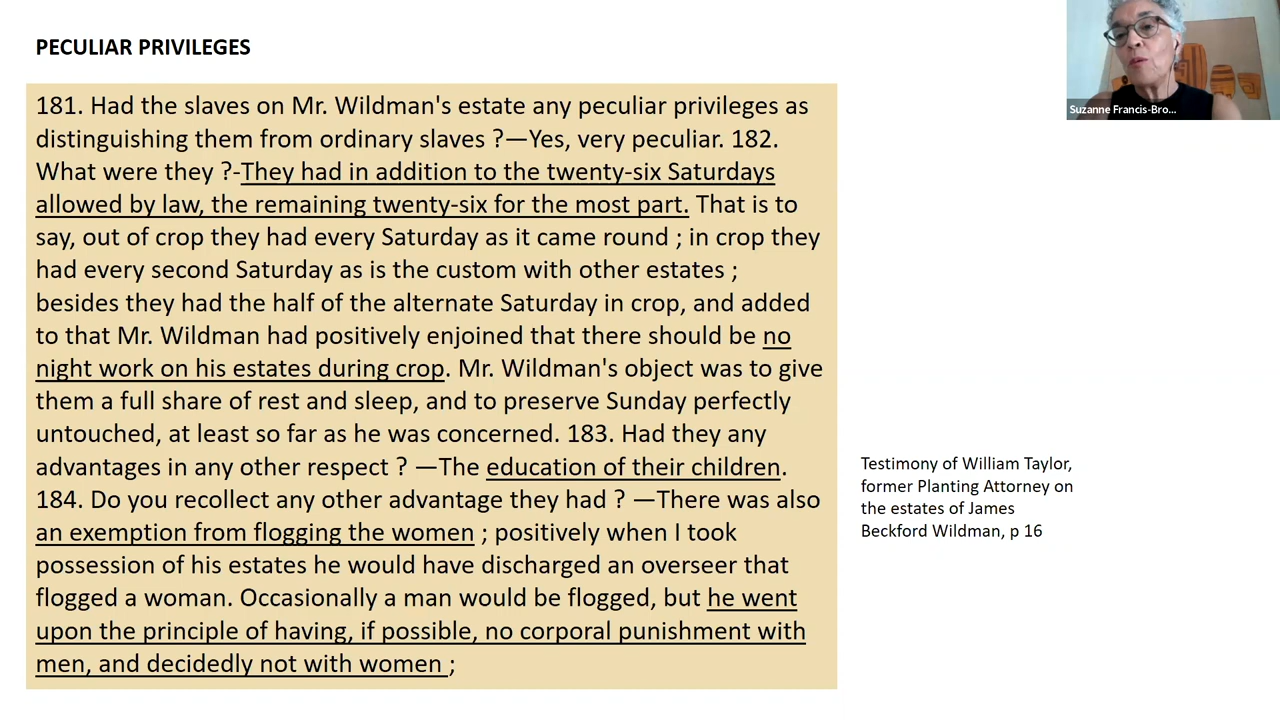 PECULIAR PRIVILEGES
181. Had the slaves on Mr. Wildman's estate any peculiar privileges as
distinguishing them from ordinary slaves ?—Yes, very peculiar. 182.
What were they ?-They had in addition to the twenty-six Saturdays
allowed by law, the remaining twenty-six for the most part. That is to
say, out of crop they had every Saturday as it came round ; in crop they
had every second Saturday as is the custom with other estates ;
besides they had the half of the alternate Saturday in crop, and added
to that Mr. Wildman had positively enjoined that there should be no
night work on his estates during crop. Mr. Wildman's object was to give
them a full share of rest and sleep, and to preserve Sunday perfectly
untouched, at least so far as he was concerned. 183. Had they any
advantages in any other respect ? —The education of their children.
184. Do you recollect any other advantage they had ? —There was also
an exemption from flogging the women ; positively when I took
possession of his estates he would have discharged an overseer that
flogged a woman. Occasionally a man would be flogged, but he went
upon the principle of having, if possible, no corporal punishment with
men, and decidedly not with women ;
Testimony of William Taylor,
former Planting Attorney on
the estates of James
Beckford Wildman, p 16
Suzanne Francis-Bro...